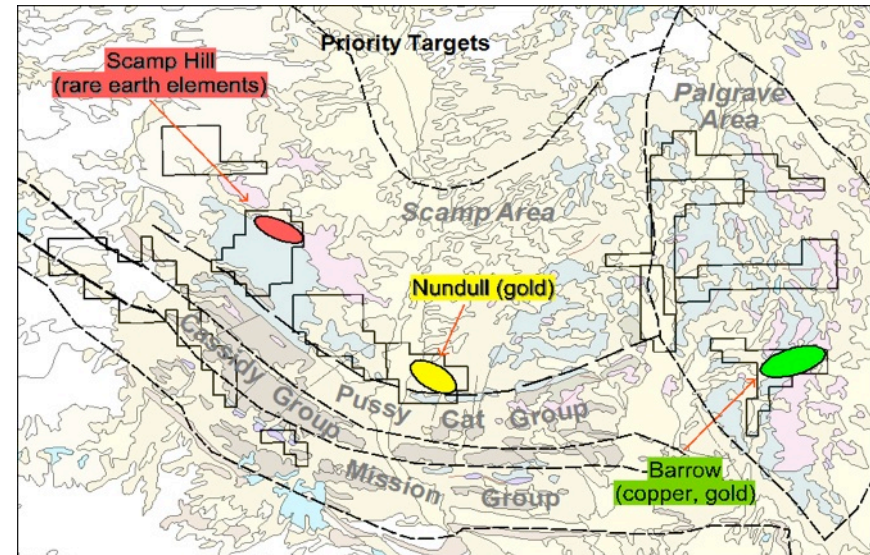 Priority Targets
Scamp Hill
(rare earth elements)
Palgrave
Area
Scamp Area
Nundull (gold)
Cassidy
Group
Pussy Cat Group
Mission Group
Barrow
(copper, gold)